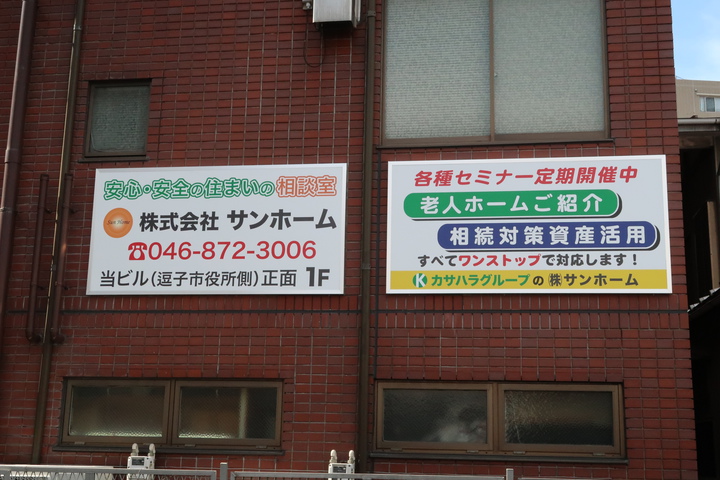 安心・安全の住まいの相談室
Sun Home
株式会社 サンホーム
☎046-872-3006
当ビル(逗子市役所側)正面 1F
各種セミナー定期開催中
老人ホームご紹介
相続対策資産活用
すべてワンストップで対応します！
K カサハラグループの㈱サンホーム